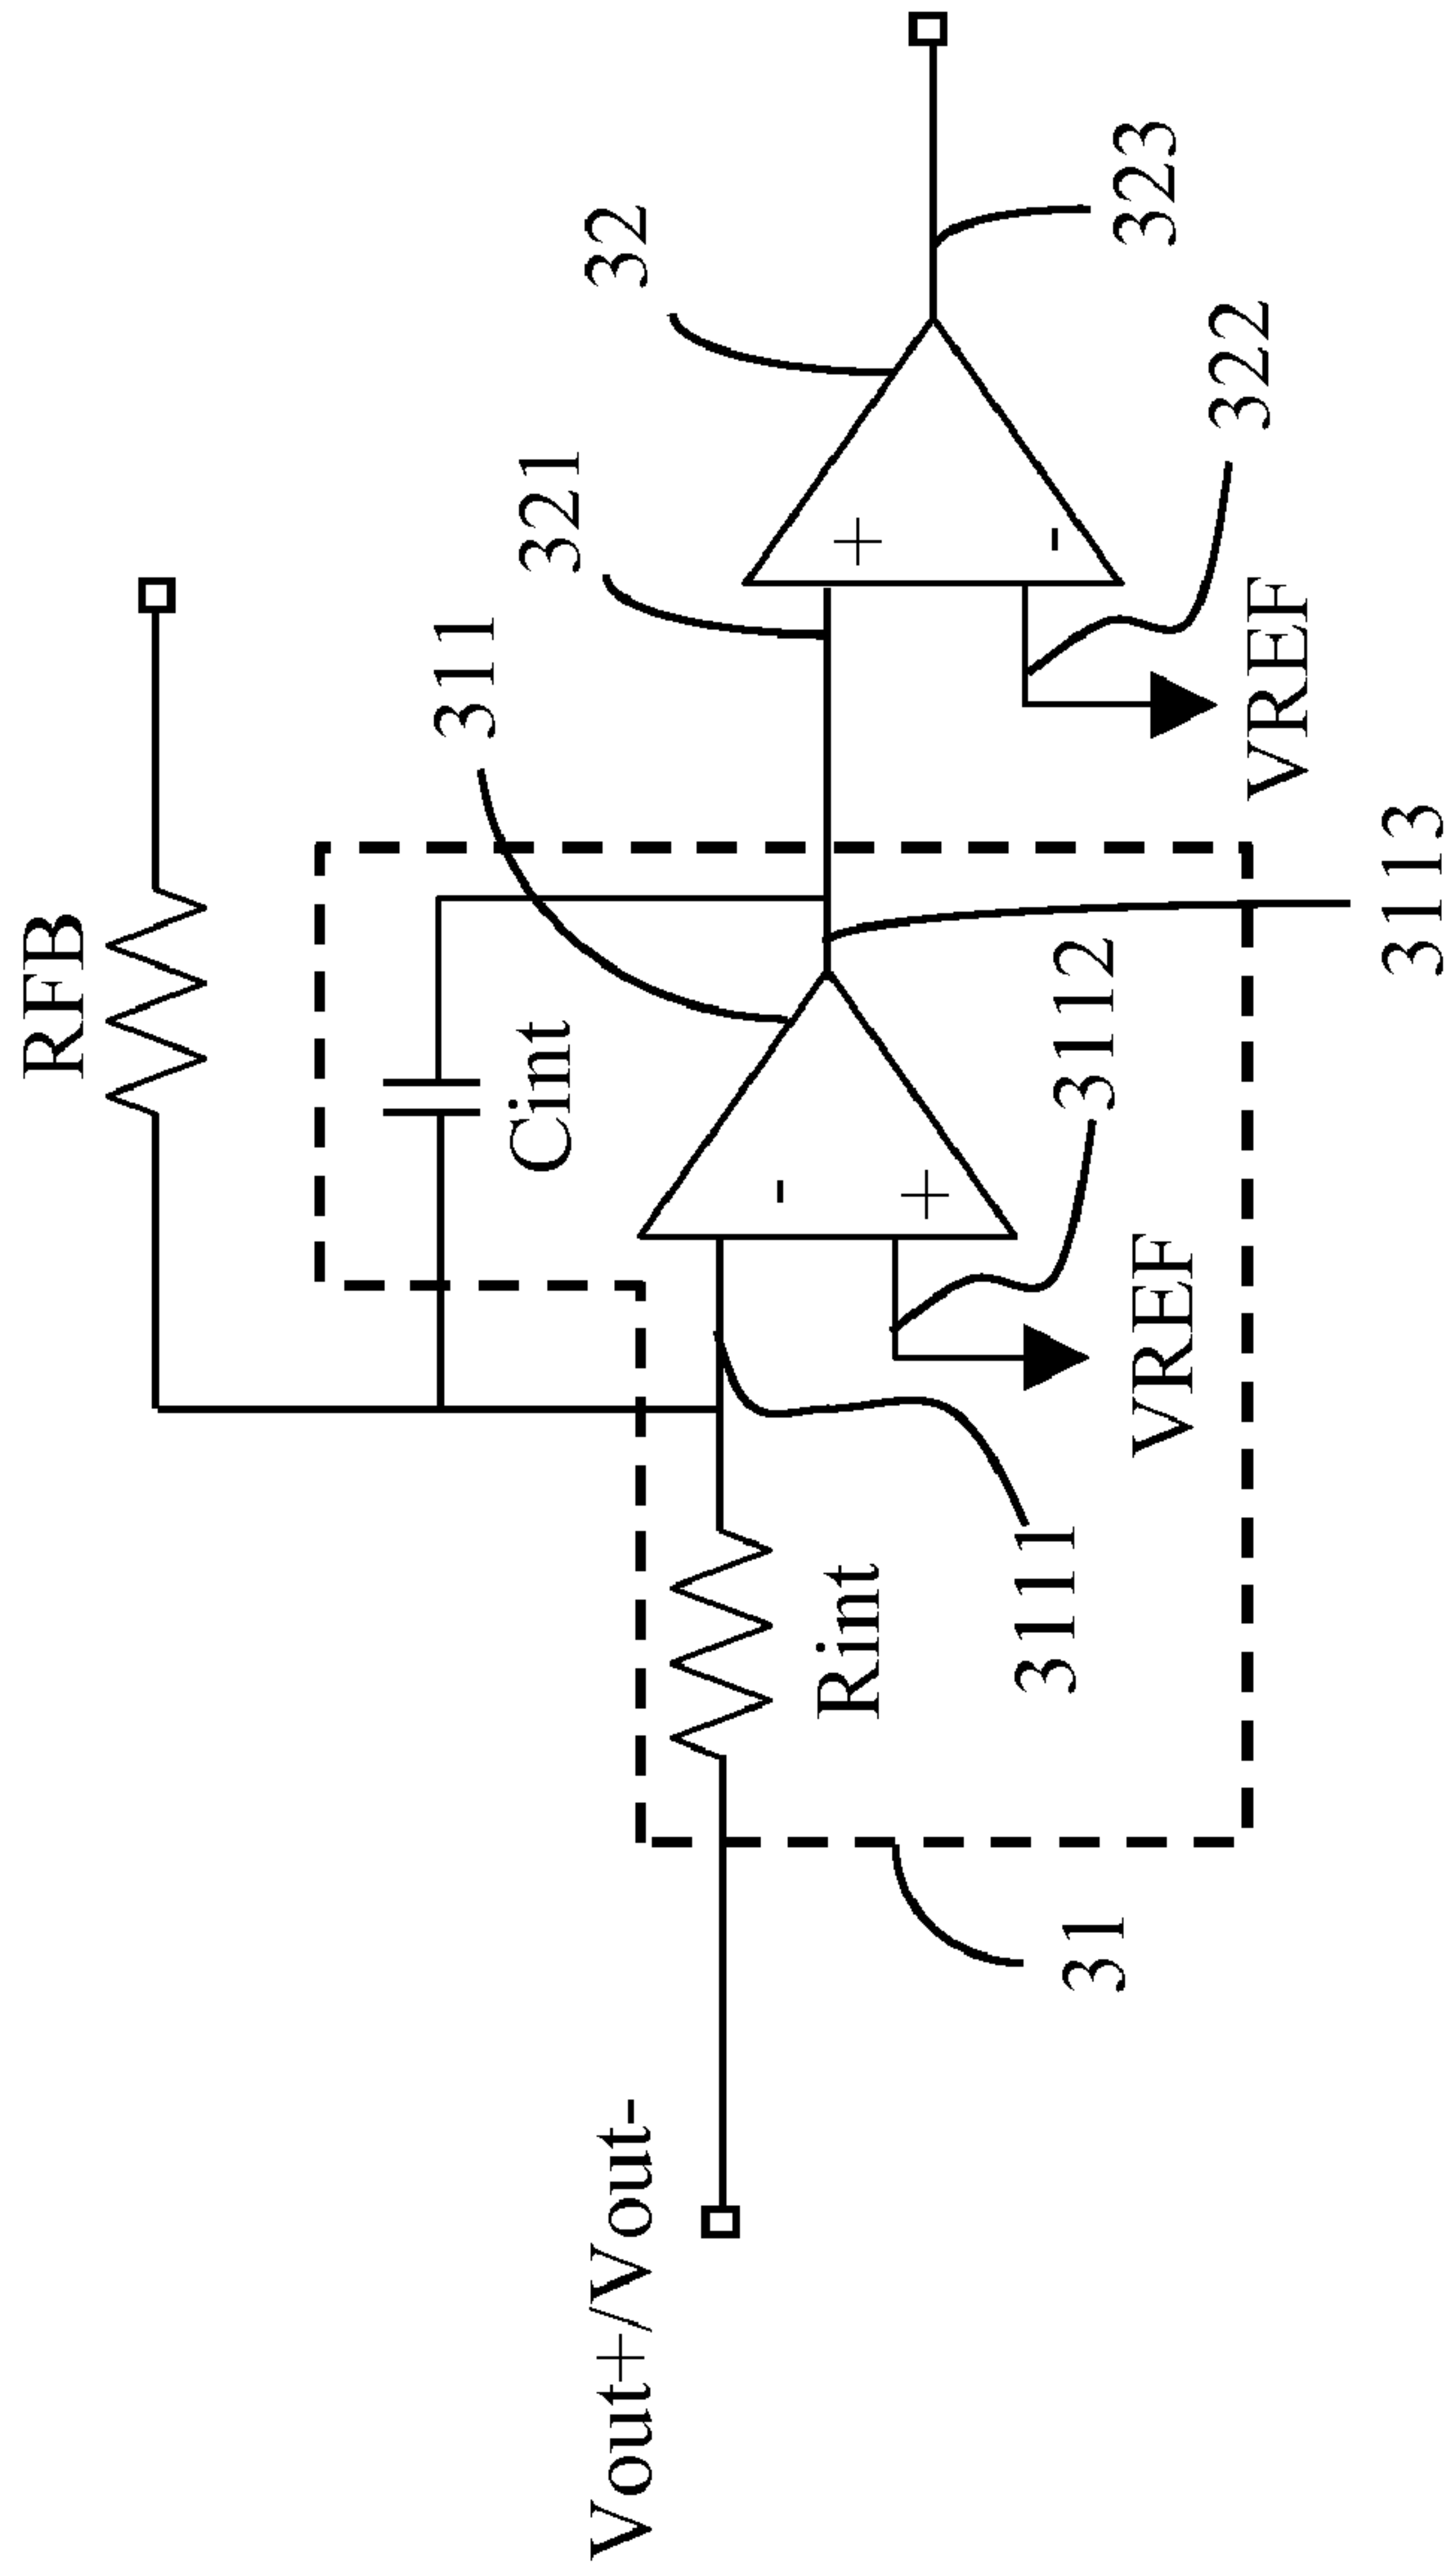 RFB
32
321
311
323
Cint
322
-
+
+
-
VREF
3112
3113
Vout+/Vout-
Rint
3111
VREF
31